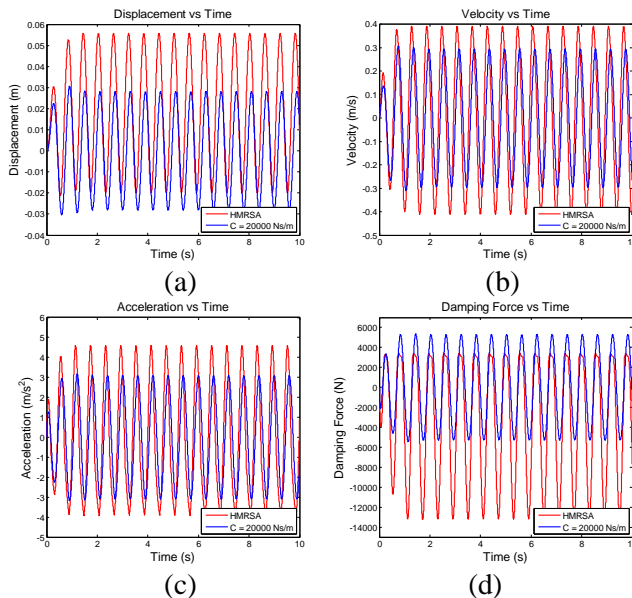 Displacement vs Time
0.06
0.05
0.04
0.03
0.02
0.01
0
-0.01
-0.02
-0.03
-0.04
Displacement (m)
0 2 4 6 8 10
Time (s)
HMRSA
C = 20000 Ns/m
(a)
Velocity vs Time
0.4
0.3
0.2
0.1
0
-0.1
-0.2
-0.3
-0.4
-0.5
Velocity (m/s)
0 2 4 6 8 10
Time (s)
HMRSA
C = 20000 Ns/m
(b)
Acceleration vs Time
6
5
4
3
2
1
0
-1
-2
-3
-4
-5
Acceleration (m/s²)
0 2 4 6 8 10
Time (s)
HMRSA
C = 20000 Ns/m
(c)
Damping Force vs Time
6000
4000
2000
0
-2000
-4000
-6000
-8000
-10000
-12000
-14000
Damping Force (N)
0 2 4 6 8 10
Time (s)
HMRSA
C = 20000 Ns/m
(d)